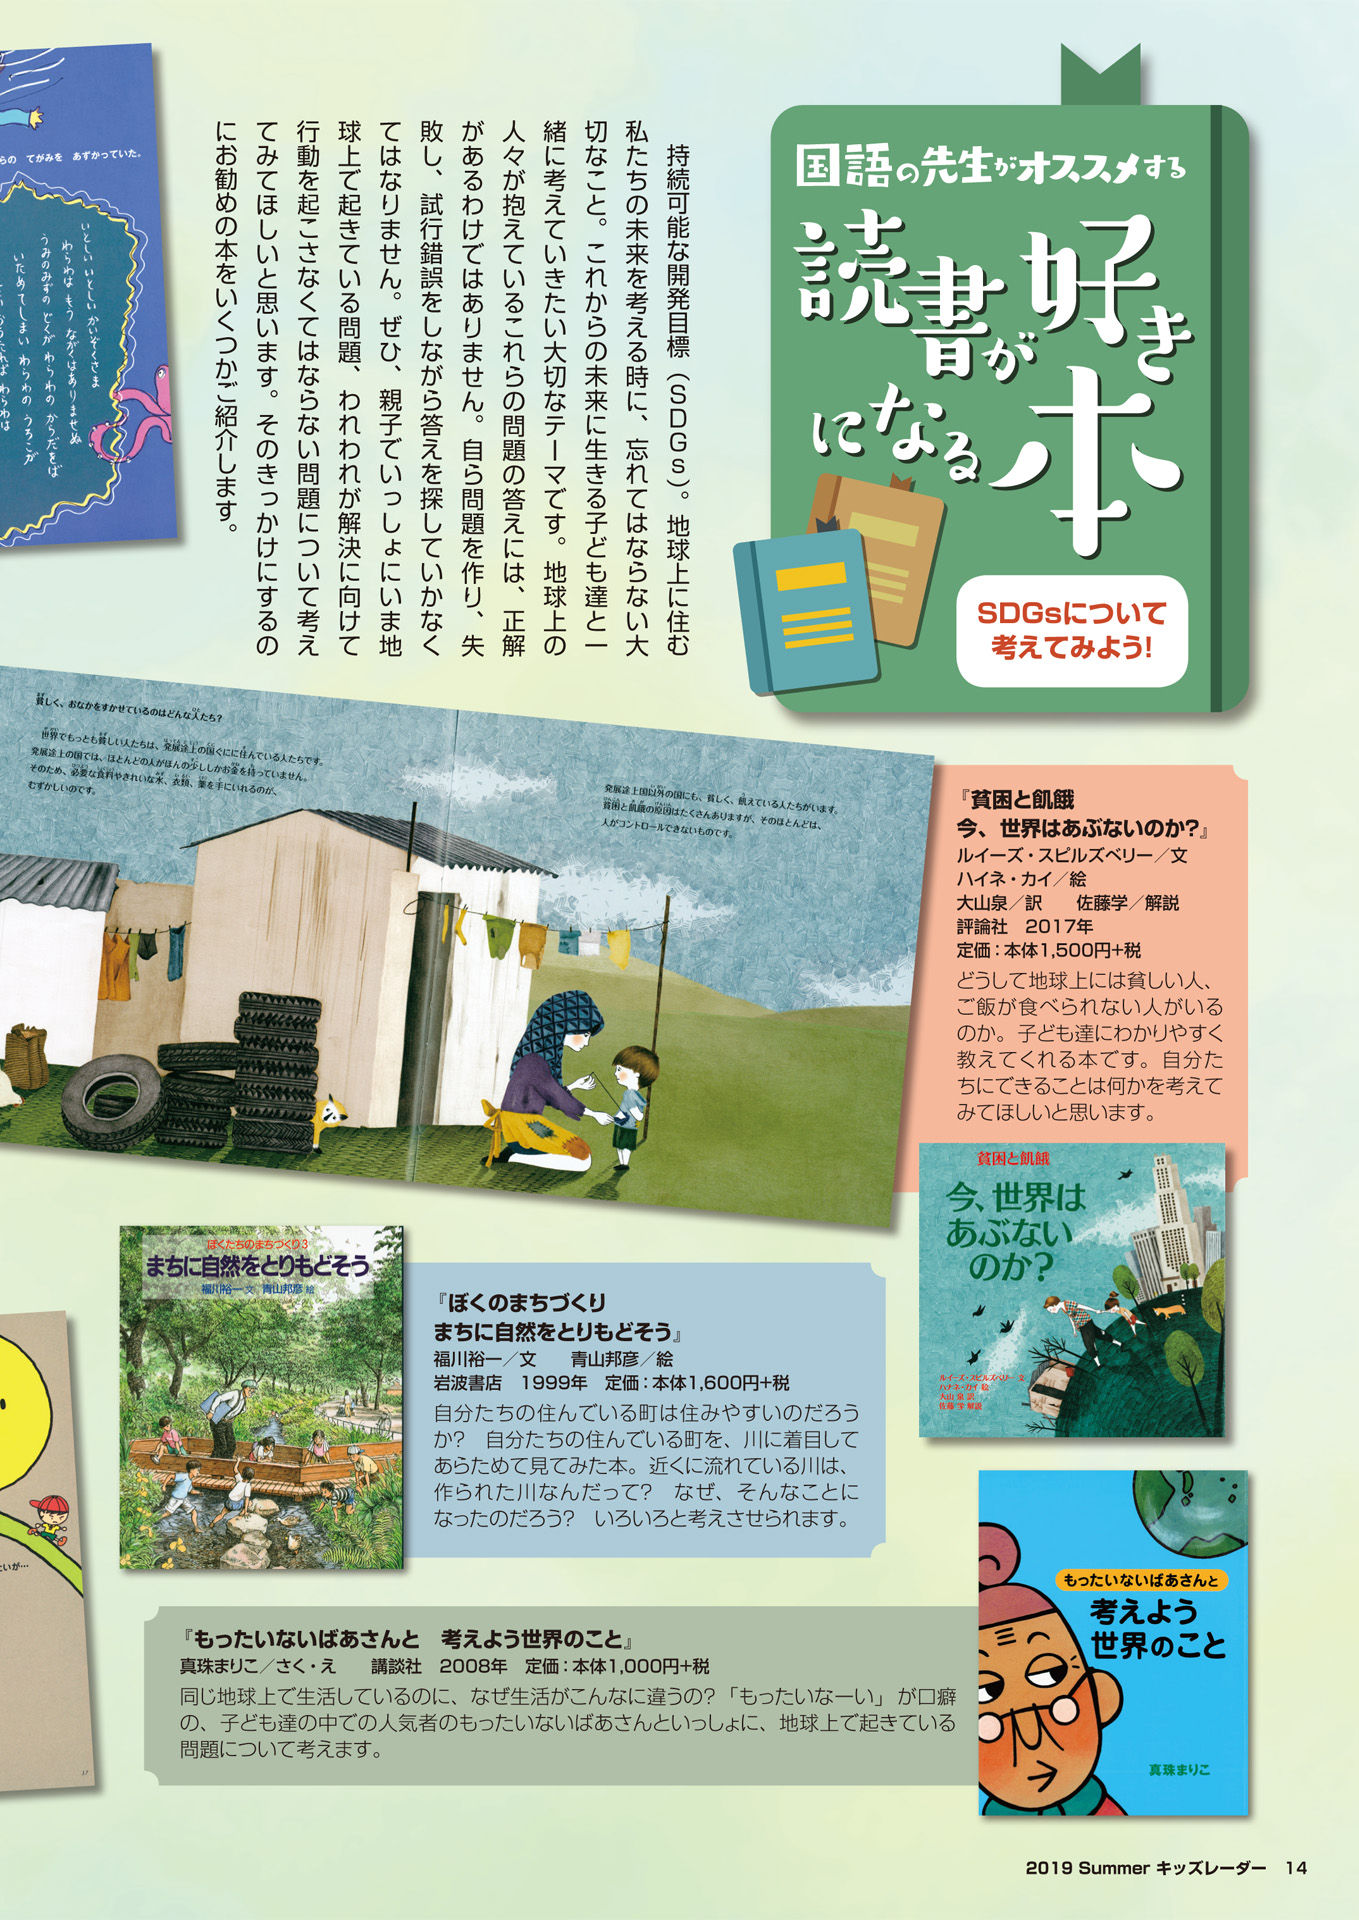 国語の先生がオススメする
読書が好き
になる本
SDGsについて
考えてみよう!
持続可能な開発目標（SDGs）。地球上に住む
私たちの未来を考える時に、忘れてはならない大
切なこと。これからの未来に生きる子ども達と一
緒に考えていきたい大切なテーマです。地球上の
人々が抱えているこれらの問題の答えには、正解
があるわけではありません。自ら問題を作り、失
敗し、試行錯誤をしながら答えを探していかなく
てはなりません。ぜひ、親子でいっしょにいま地
球上で起きている問題、われわれが解決に向けて
行動を起こさなくてはならない問題について考え
てみてほしいと思います。そのきっかけにするの
にお勧めの本をいくつかご紹介します。
らの てがみを あずかっていた。
いとしい いとしい かいぞくさま
わらわは もう ながくはありませぬ
うみのみずの どくが わらわの からだをば
いためてしまい わらわの うろこが
貧しく、おなかをすかせているのはどんな人たち?
世界でもっとも貧しい人たちは、発展途上の国ぐにに住んでいる人たちです。
発展途上の国では、ほとんどの人がほんの少ししかお金を持っていません。
そのため、必要な食料やきれいな水、衣類、薬を手にいれるのが、
むずかしいのです。
発展途上国以外の国にも、貧しく、飢えている人たちがいます。
貧困と飢餓の原因はたくさんありますが、そのほとんどは、
人がコントロールできないものです。
『貧困と飢餓
今、世界はあぶないのか?』
ルイーズ・スピルズベリー／文
ハイネ・カイ／絵
大山泉／訳　佐藤学／解説
評論社　2017年
定価：本体1,500円+税
どうして地球上には貧しい人、
ご飯が食べられない人がいる
のか。子ども達にわかりやすく
教えてくれる本です。自分た
ちにできることは何かを考えて
みてほしいと思います。
貧困と飢餓
今、世界は
あぶない
のか?
ルイーズ・スピルズベリー 文
ハナネ・カイ 絵
大山 泉 訳
佐藤 学 解説
ぼくたちのまちづくり3
まちに自然をとりもどそう
福川裕一 文　青山邦彦 絵
『ぼくのまちづくり
まちに自然をとりもどそう』
福川裕一／文　青山邦彦／絵
岩波書店　1999年　定価：本体1,600円+税
自分たちの住んでいる町は住みやすいのだろう
か?　自分たちの住んでいる町を、川に着目して
あらためて見てみた本。近くに流れている川は、
作られた川なんだって?　なぜ、そんなことに
なったのだろう?　いろいろと考えさせられます。
たいが…
17
『もったいないばあさんと　考えよう世界のこと』
真珠まりこ／さく・え　講談社　2008年　定価：本体1,000円+税
同じ地球上で生活しているのに、なぜ生活がこんなに違うの?「もったいなーい」が口癖
の、子ども達の中での人気者のもったいないばあさんといっしょに、地球上で起きている
問題について考えます。
もったいないばあさんと
考えよう
世界のこと
真珠まりこ
2019 Summer キッズレーダー　14